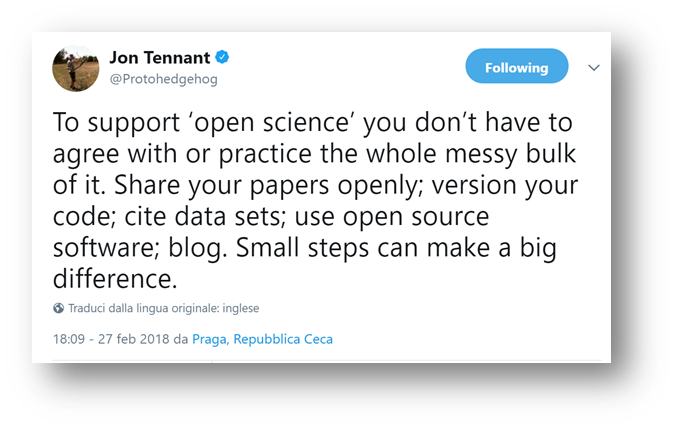 Jon Tennant
@Protohedgehog
Following
To support ‘open science’ you don’t have to
agree with or practice the whole messy bulk
of it. Share your papers openly; version your
code; cite data sets; use open source
software; blog. Small steps can make a big
difference.
Traduci dalla lingua originale: inglese
18:09 - 27 feb 2018 da Praga, Repubblica Ceca